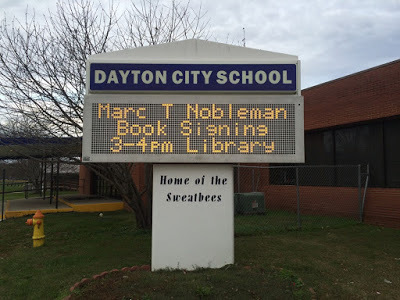 DAYTON CITY SCHOOL
Marc T Nobleman
Book Signing
3-4pm Library
Home of the
Sweatbees